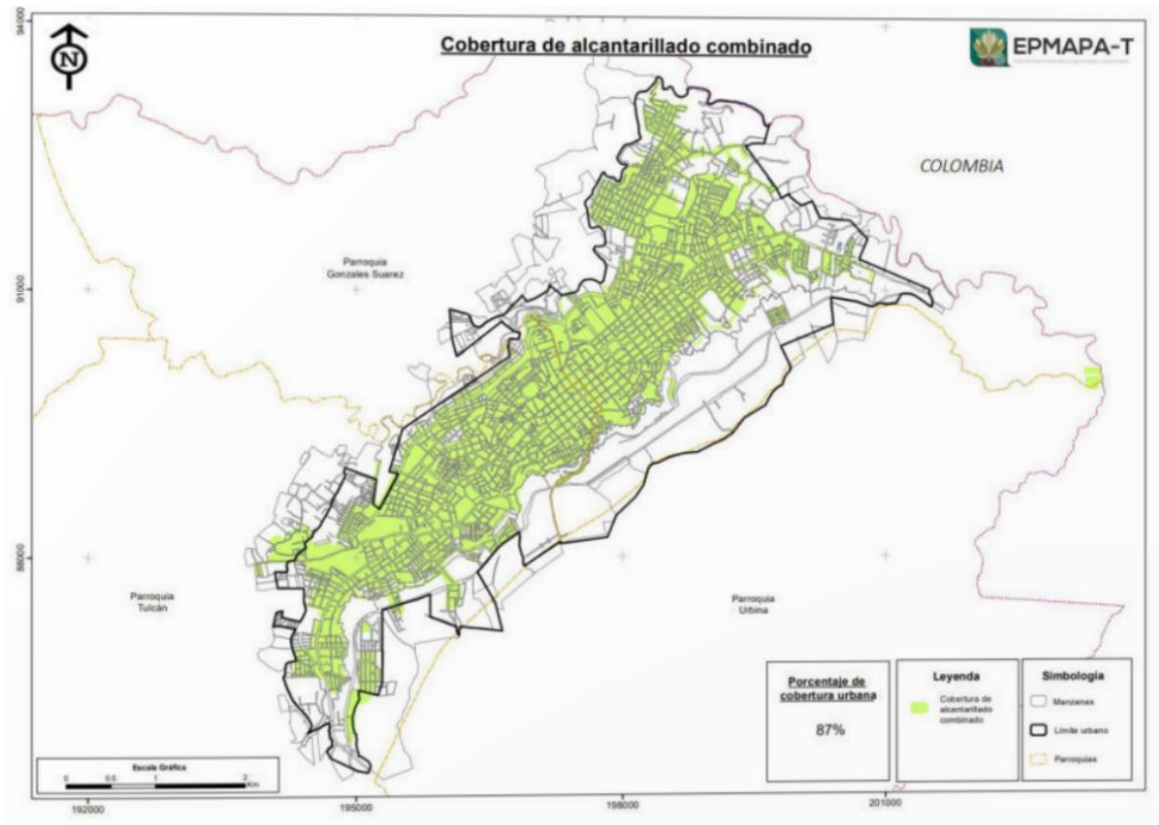 Cobertura de alcantarillado combinado
EPMAPA-T
N
COLOMBIA
Parroquia
Gonzales Suarez
Parroquia
Tulcán
Parroquia
Urbina
Porcentaje de
cobertura urbana
87%
Leyenda
Cobertura de
alcantarillado
combinado
Simbología
Manzanas
Límite urbano
Parroquias
Escala Gráfica
0 0.5 1 2
Km
94000
91000
88000
192000 195000 198000 201000